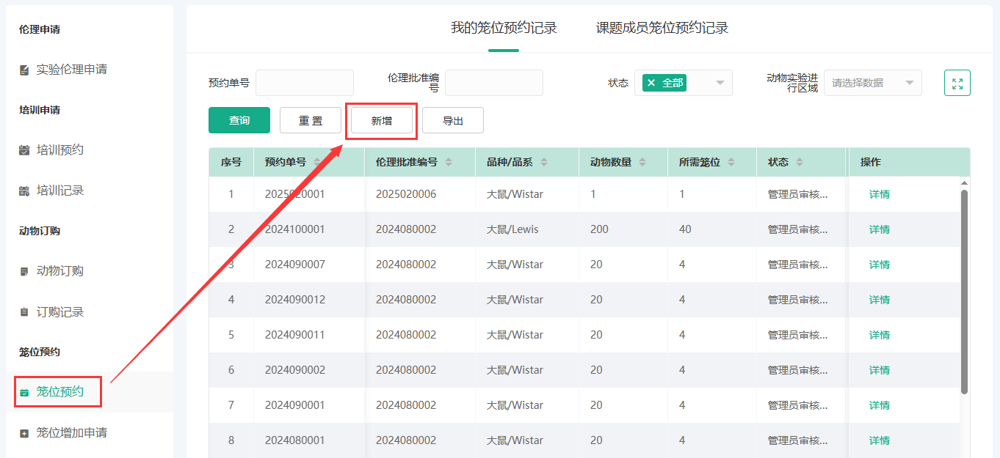 伦理申请
实验伦理申请
培训申请
培训预约
培训记录
动物订购
动物订购
订购记录
笼位预约
笼位预约
笼位增加申请
我的笼位预约记录 课题成员笼位预约记录
预约单号
伦理批准编
号
状态 × 全部
动物实验进
行区域
请选择数据
查询 重置 新增 导出
序号 预约单号 伦理批准编号 品种/品系 动物数量 所需笼位 状态 操作
1 2025020001 2025020006 大鼠/Wistar 1 1 管理员审核... 详情
2 2024100001 2024080002 大鼠/Lewis 200 40 管理员审核... 详情
3 2024090007 2024080002 大鼠/Wistar 20 4 管理员审核... 详情
4 2024090012 2024080002 大鼠/Wistar 20 4 管理员审核... 详情
5 2024090011 2024080002 大鼠/Wistar 20 4 管理员审核... 详情
6 2024090002 2024080002 大鼠/Wistar 20 4 管理员审核... 详情
7 2024090001 2024080002 大鼠/Wistar 20 4 管理员审核... 详情
8 2024080001 2024080002 大鼠/Wistar 20 4 管理员审核... 详情